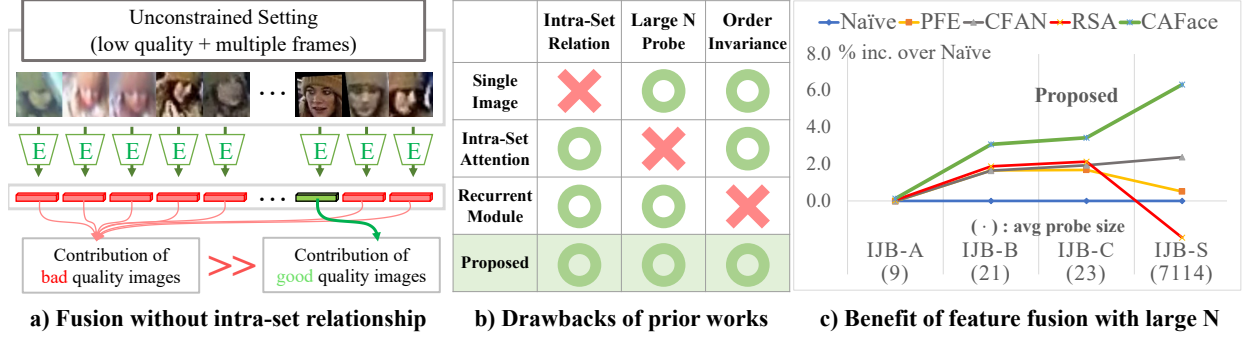 Unconstrained Setting
(low quality + multiple frames)
...
E E E E E E E E
...
Contribution of
bad quality images
>>
Contribution of
good quality images
a) Fusion without intra-set relationship
Intra-Set
Relation
Large N
Probe
Order
Invariance
Single
Image
Intra-Set
Attention
Recurrent
Module
Proposed
b) Drawbacks of prior works
Naïve PFE CFAN RSA CAFace
8.0 % inc. over Naïve
6.0
Proposed
4.0
2.0
0.0
( · ) : avg probe size
IJB-A IJB-B IJB-C IJB-S
(9) (21) (23) (7114)
c) Benefit of feature fusion with large N